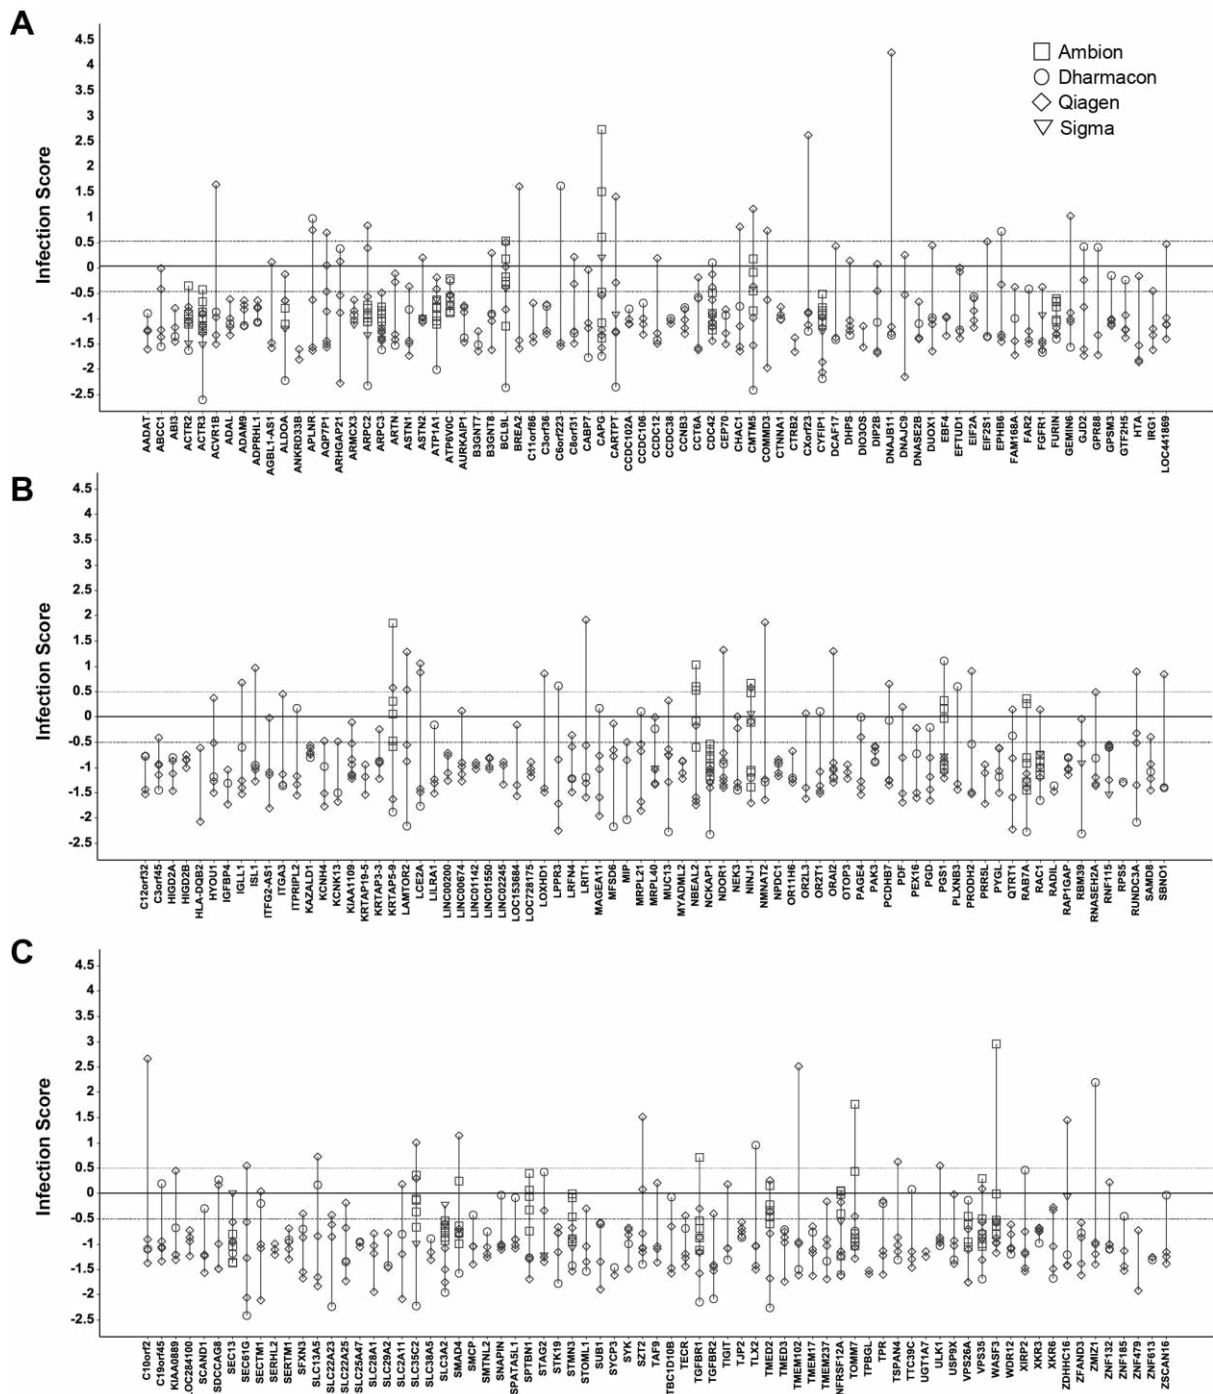 A
Infection Score
4.5
4
3.5
3
2.5
2
1.5
1
0.5
0
-0.5
-1
-1.5
-2
-2.5
Ambion
Dharmacon
Qiagen
Sigma
AADAT
ABCC1
ABI3
ACTR2
ACTR3
ACVR1B
ADAL
ADAM9
ADPRHL1
AGBL1-AS1
ALDOA
ANKRD33B
APLNR
AQP7P1
ARHGAP21
ARMCX3
ARPC2
ARPC3
ARTN
ASTN1
ASTN2
ATP1A1
ATP6V0C
AURKAIP1
B3GNT7
B3GNT8
BCL9L
BREA2
C11orf86
C3orf36
C6orf223
C8orf31
CABP7
CAPG
CARTPT
CCDC102A
CCDC106
CCDC12
CCDC38
CCNB3
CCT6A
CDC42
CEP70
CHAC1
CMTM5
COMMD3
CTNNA1
CTRB2
CXorf23
CYFIP1
DCAF17
DHPS
DIO3OS
DIP2B
DNAJB11
DNAJC9
DNASE2B
DUOX1
EBF4
EFTUD1
EIF2A
EIF2S1
EPHB6
FAM168A
FAR2
FGFR1
FURIN
GEMIN6
GJD2
GPR88
GPSM3
GTF2H5
HTA
IRG1
LOC441869
B
Infection Score
4.5
4
3.5
3
2.5
2
1.5
1
0.5
0
-0.5
-1
-1.5
-2
-2.5
C12orf32
C3orf45
HIGD2A
HIGD2B
HLA-DQB2
HYOU1
IGFBP4
IGLL1
ISL1
ITFG2-AS1
ITGA3
ITPRIPL2
KAZALD1
KCNH4
KCNK13
KIAA1109
KRTAP19-5
KRTAP3-3
KRTAP5-9
LAMTOR2
LCE2A
LILRA1
LINC00200
LINC00674
LINC01142
LINC01550
LINC02245
LOC153684
LOC728175
LOXHD1
LPPR3
LRFN4
LRIT1
MAGEA11
MFSD6
MIP
MRPL21
MRPL40
MUC13
MYADML2
NBEAL2
NCKAP1
NDOR1
NEK3
NINJ1
NMNAT2
NPDC1
OR11H6
OR2L3
OR2T1
ORAI2
OTOP3
PAGE4
PAK3
PCDHB7
PDF
PEX16
PGD
PGS1
PLXNB3
PRODH2
PRR5L
PYGL
QTRT1
RAB7A
RAC1
RADIL
RAP1GAP
RBM39
RNASEH2A
RNF115
RPS5
RUNDC3A
SAMD8
SBNO1
C
Infection Score
4.5
4
3.5
3
2.5
2
1.5
1
0.5
0
-0.5
-1
-1.5
-2
-2.5
C10orf2
C19orf45
KIAA0889
LOC284100
SCAND1
SDCCAG8
SEC13
SEC61G
SECTM1
SERHL2
SERTM1
SFXN3
SLC13A5
SLC22A23
SLC22A25
SLC25A47
SLC28A1
SLC29A2
SLC2A11
SLC35C2
SLC38A5
SLC3A2
SMAD4
SMCP
SMTNL2
SNAPIN
SPATA5L1
SPTBN1
STAG2
STK19
STMN3
STOML1
SUB1
SYCP3
SYK
SZT2
TAF9
TBC1D10B
TECR
TGFBR1
TGFBR2
TIGIT
TJP2
TLX2
TMED2
TMED3
TMEM102
TMEM17
TMEM237
NFRSF12A
TOMM7
TPBGL
TPR
TSPAN4
TTC39C
UGT1A7
ULK1
USP9X
VPS26A
VPS35
WASF3
WDR12
XIRP2
XKR3
XKR6
ZDHHC16
ZFAND3
ZMIZ1
ZNF132
ZNF185
ZNF479
ZNF613
ZSCAN16